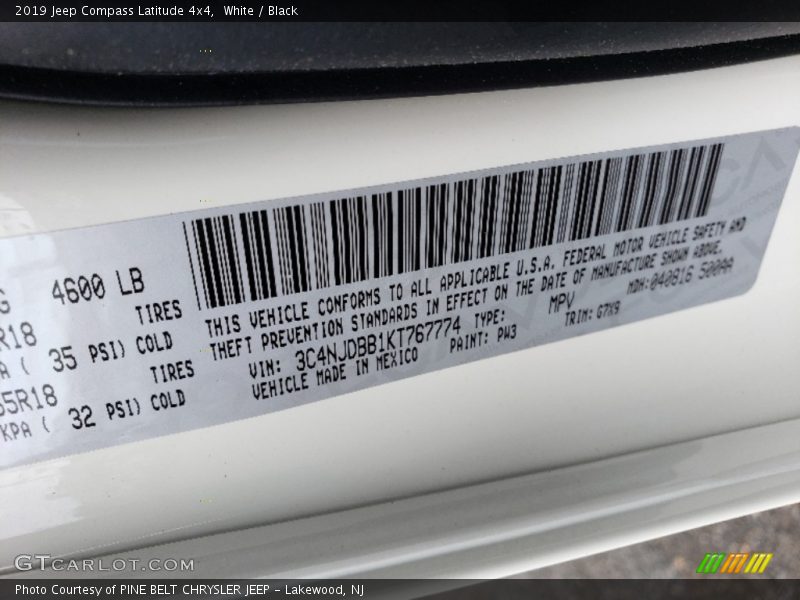 2019 Jeep Compass Latitude 4x4,  White / Black
4600 LB
R18 TIRES
( 35 PSI) COLD
55R18 TIRES
KPA ( 32 PSI) COLD
THIS VEHICLE CONFORMS TO ALL APPLICABLE U.S.A. FEDERAL MOTOR VEHICLE SAFETY AND
THEFT PREVENTION STANDARDS IN EFFECT ON THE DATE OF MANUFACTURE SHOWN ABOVE.
VIN: 3C4NJDBB1KT767774 TYPE: MPV MDH: 040816 500AA
VEHICLE MADE IN MEXICO PAINT: PW3 TRIM: G7X9
GTCARLOT.COM
Photo Courtesy of PINE BELT CHRYSLER JEEP - Lakewood, NJ